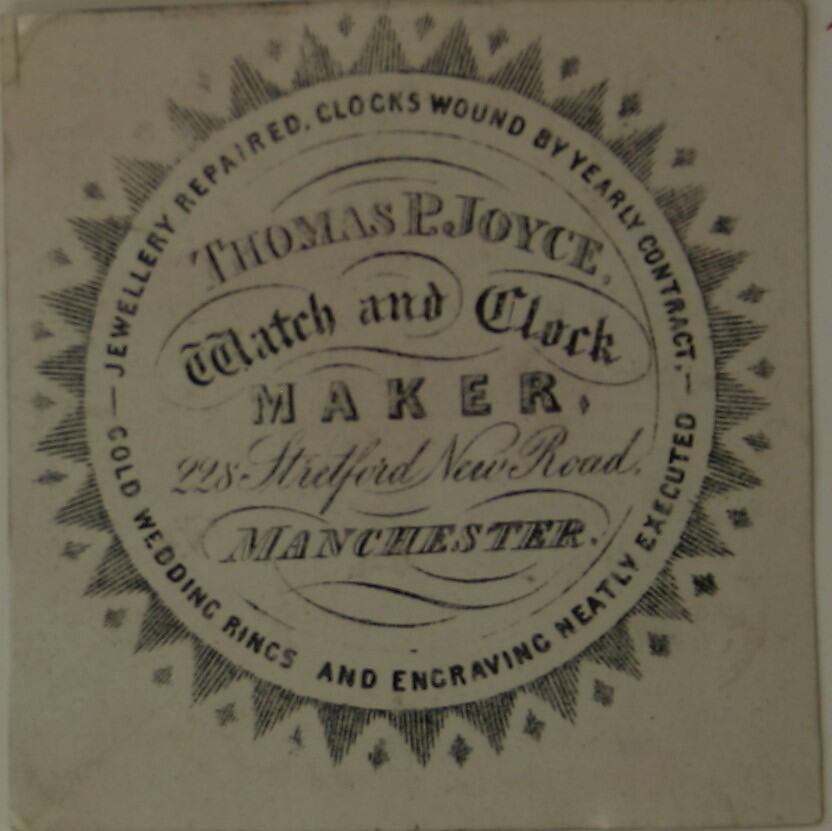 JEWELLERY REPAIRED. CLOCKS WOUND BY YEARLY CONTRACT.
THOMAS P. JOYCE,
Watch and Clock
MAKER,
228. Stretford New Road.
MANCHESTER.
GOLD WEDDING RINGS AND ENGRAVING NEATLY EXECUTED